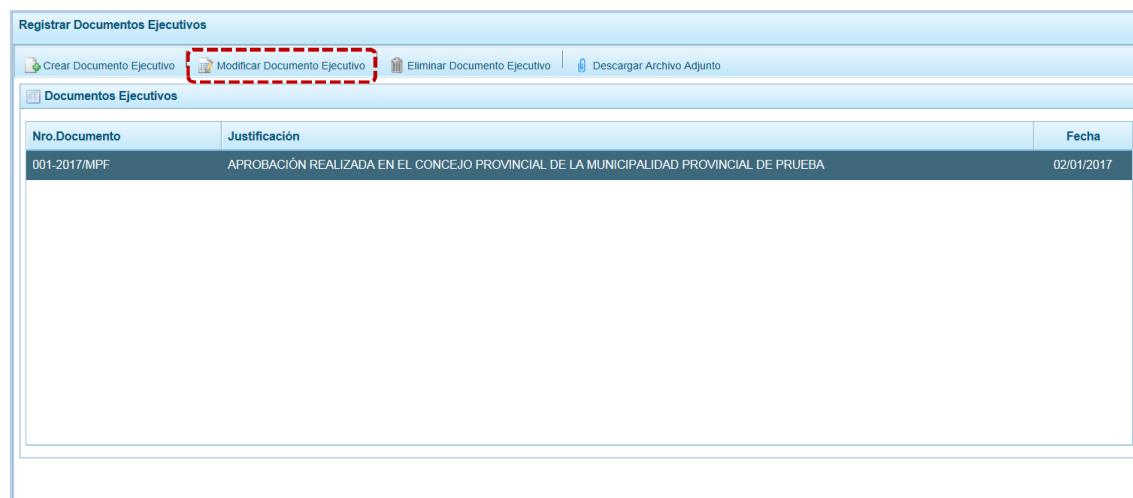 Registrar Documentos Ejecutivos
Crear Documento Ejecutivo Modificar Documento Ejecutivo Eliminar Documento Ejecutivo Descargar Archivo Adjunto
Documentos Ejecutivos
Nro.Documento Justificación Fecha
001-2017/MPF APROBACIÓN REALIZADA EN EL CONCEJO PROVINCIAL DE LA MUNICIPALIDAD PROVINCIAL DE PRUEBA 02/01/2017